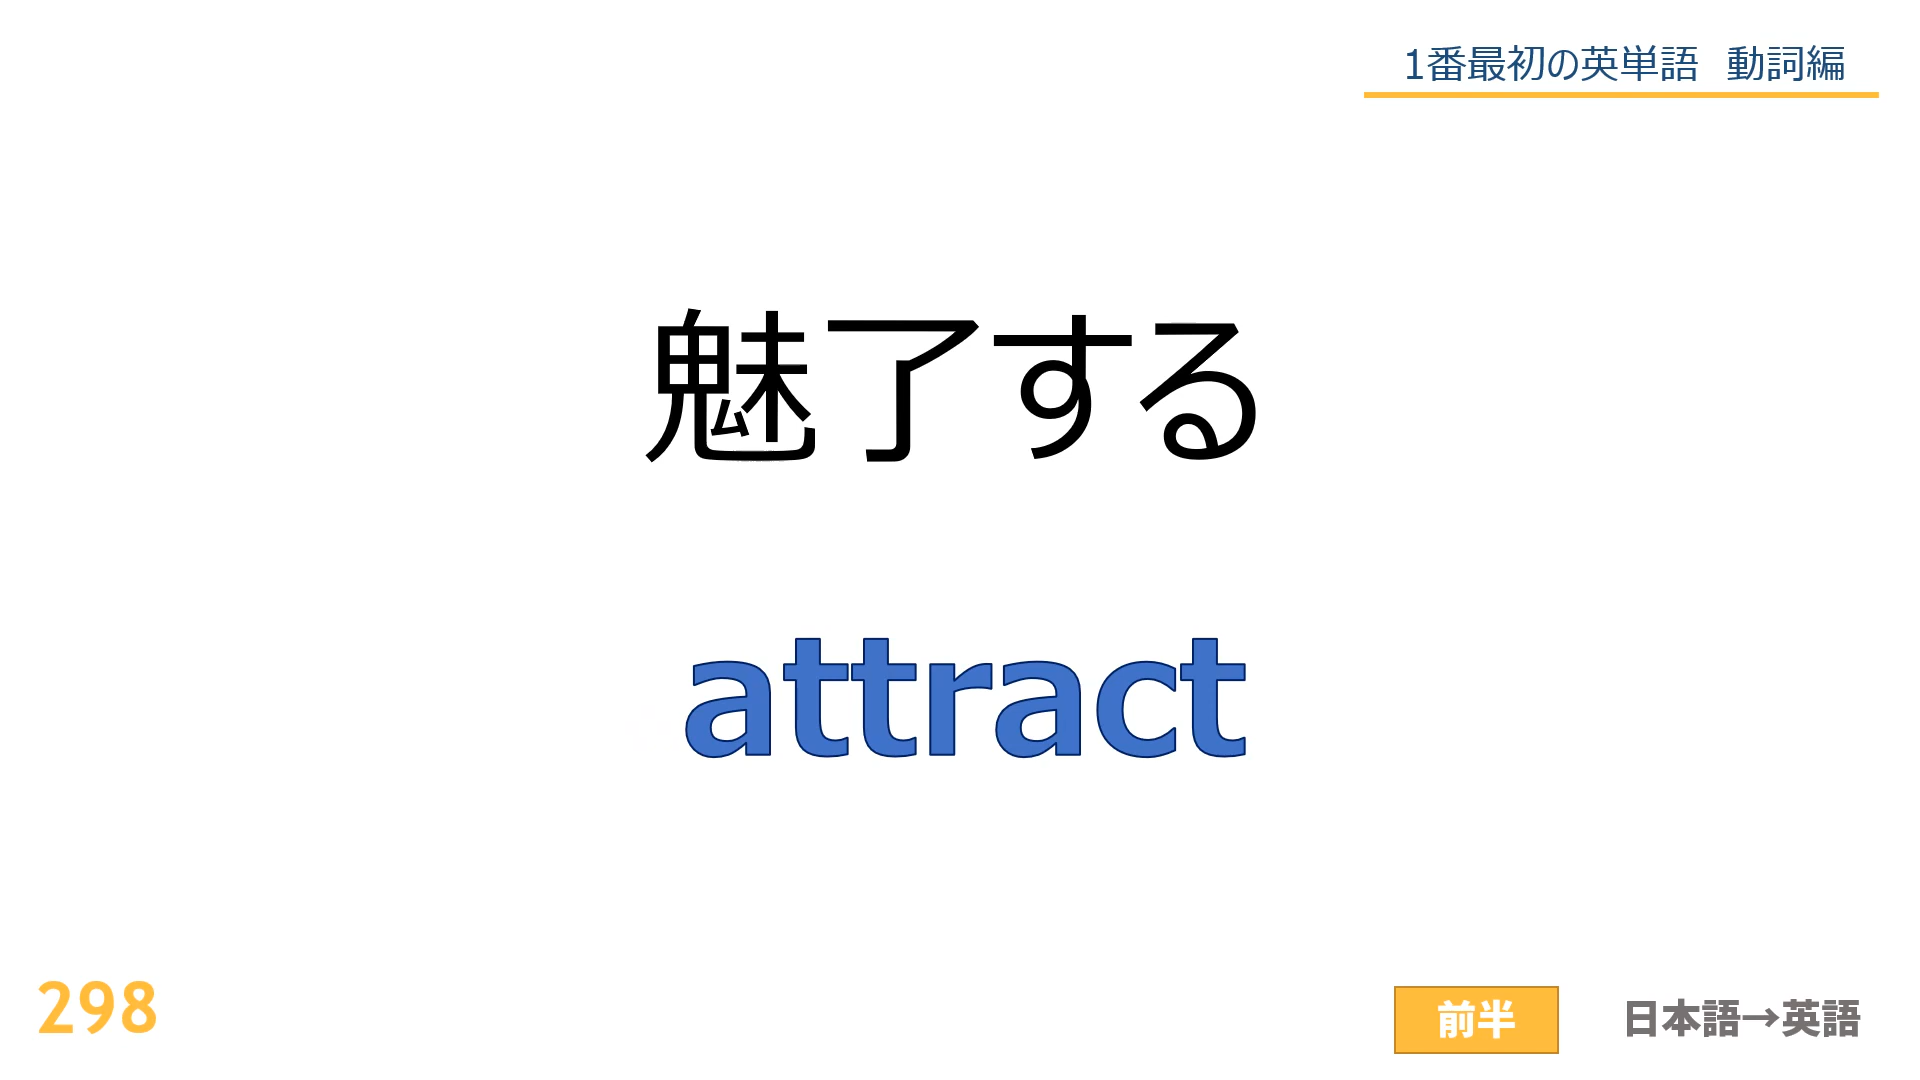 1番最初の英単語　動詞編
魅了する
attract
298
前半
日本語→英語